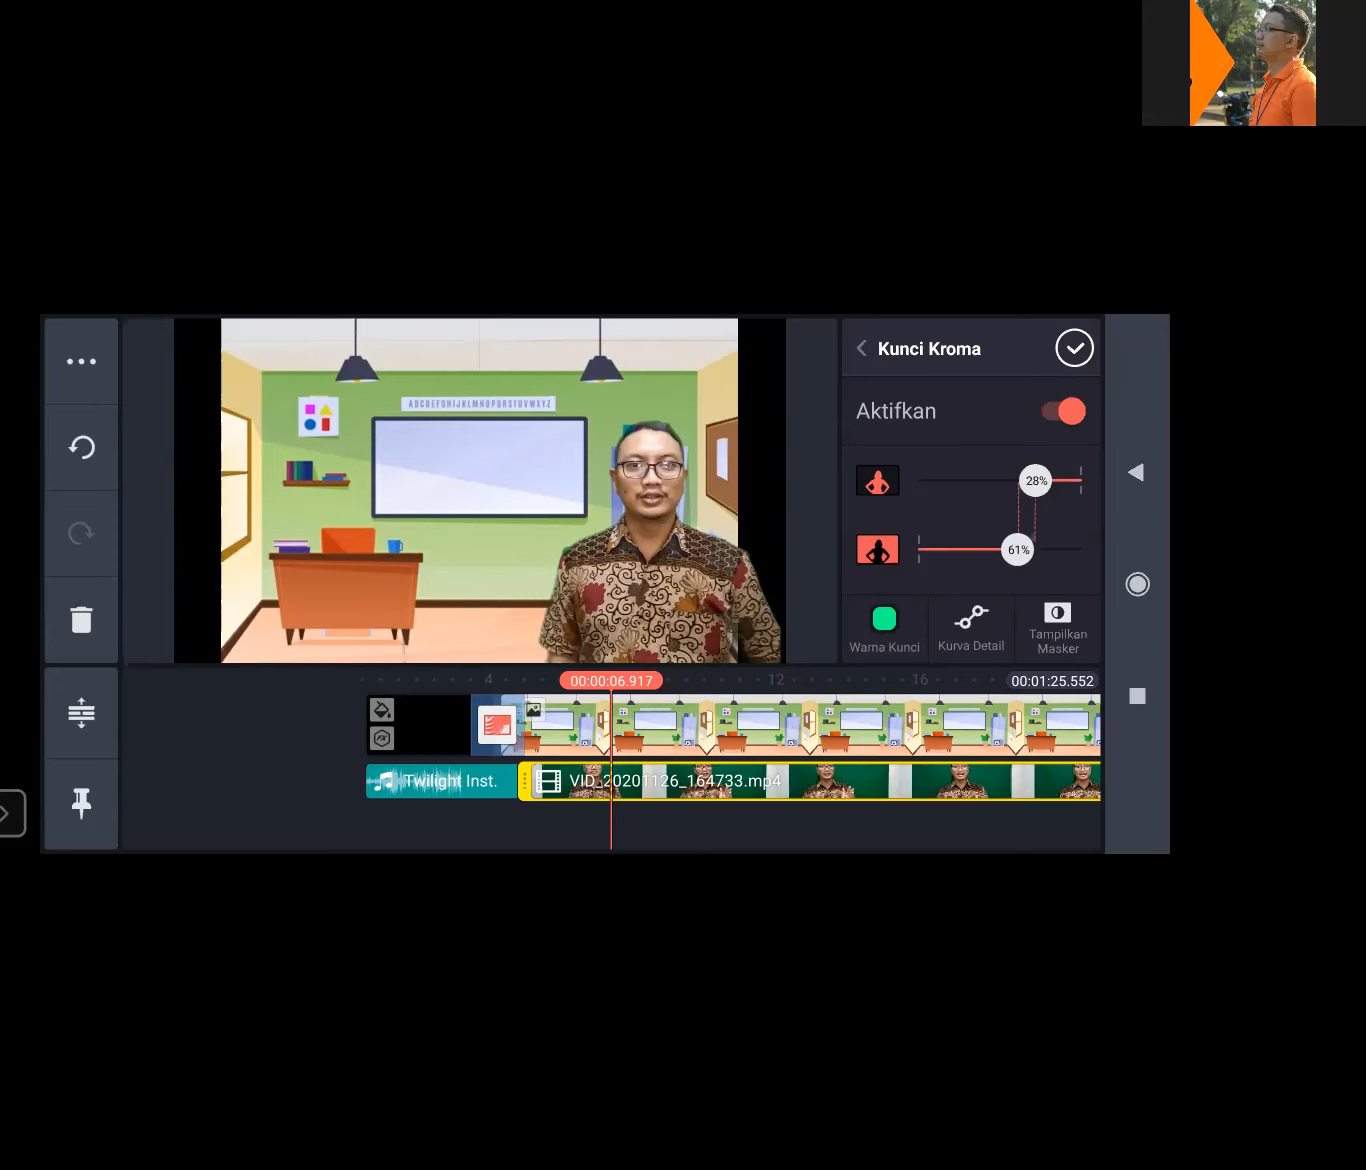 Kunci Kroma
ABCDEFGHIJKLMNOPQRSTUVWXYZ
Aktifkan
28%
61%
Warna Kunci
Kurva Detail
Tampilkan
Masker
4
00:00:06.917
12
16
00:01:25.552
Twilight Inst.
VID_20201126_164733.mp4